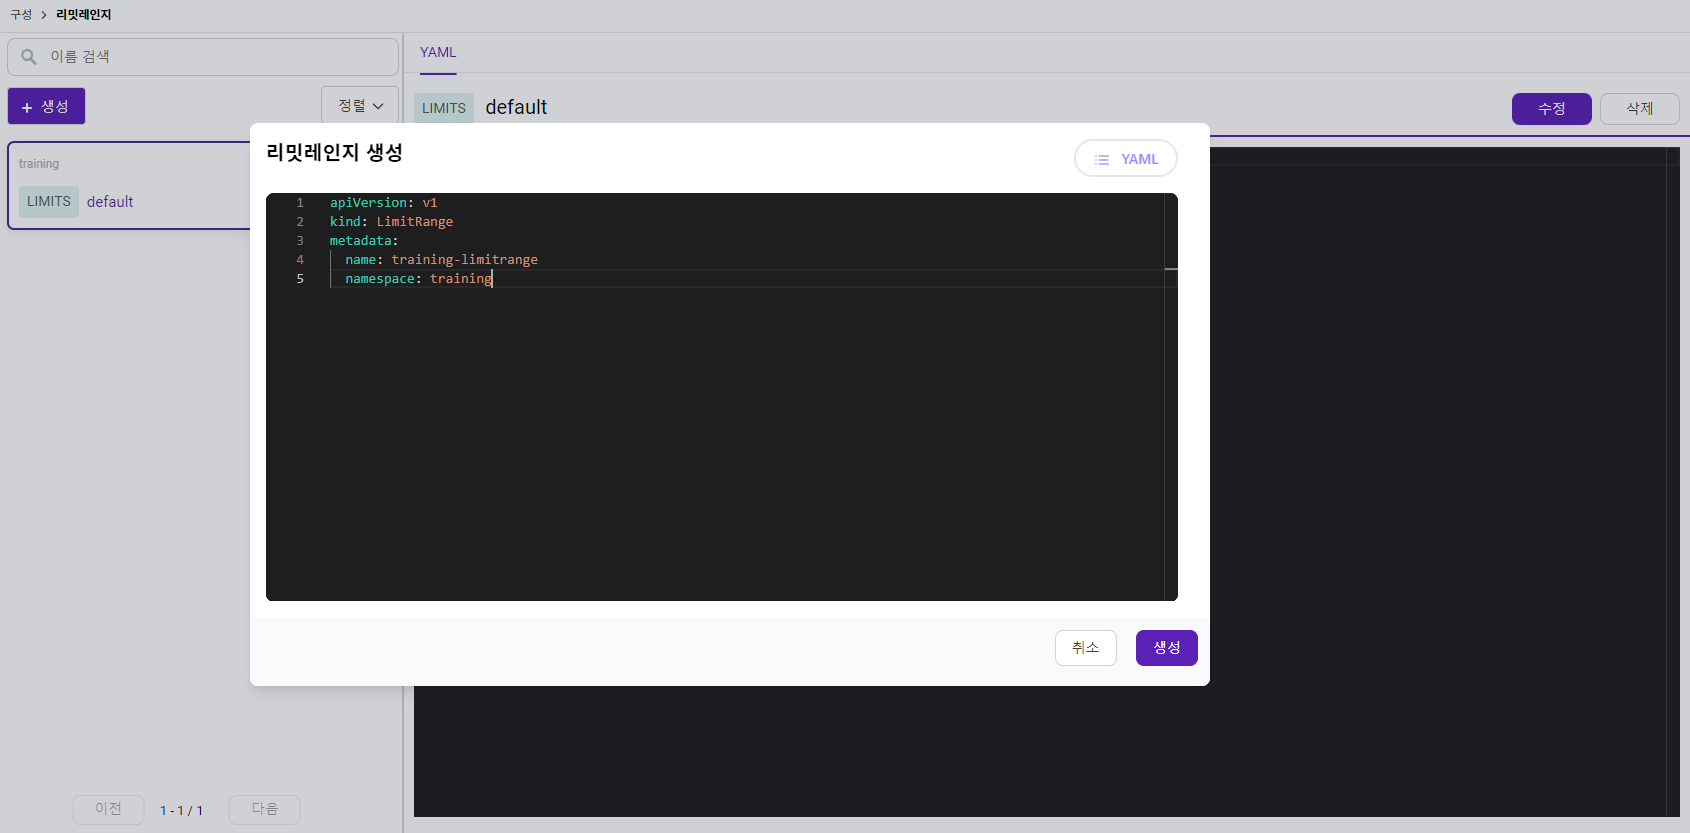 구성 > 리밋레인지
이름 검색
+ 생성
정렬
training
LIMITS default
이전 1 - 1 / 1 다음
YAML
LIMITS default
수정 삭제
리밋레인지 생성
YAML
1 apiVersion: v1
2 kind: LimitRange
3 metadata:
4 name: training-limitrange
5 namespace: training
취소 생성